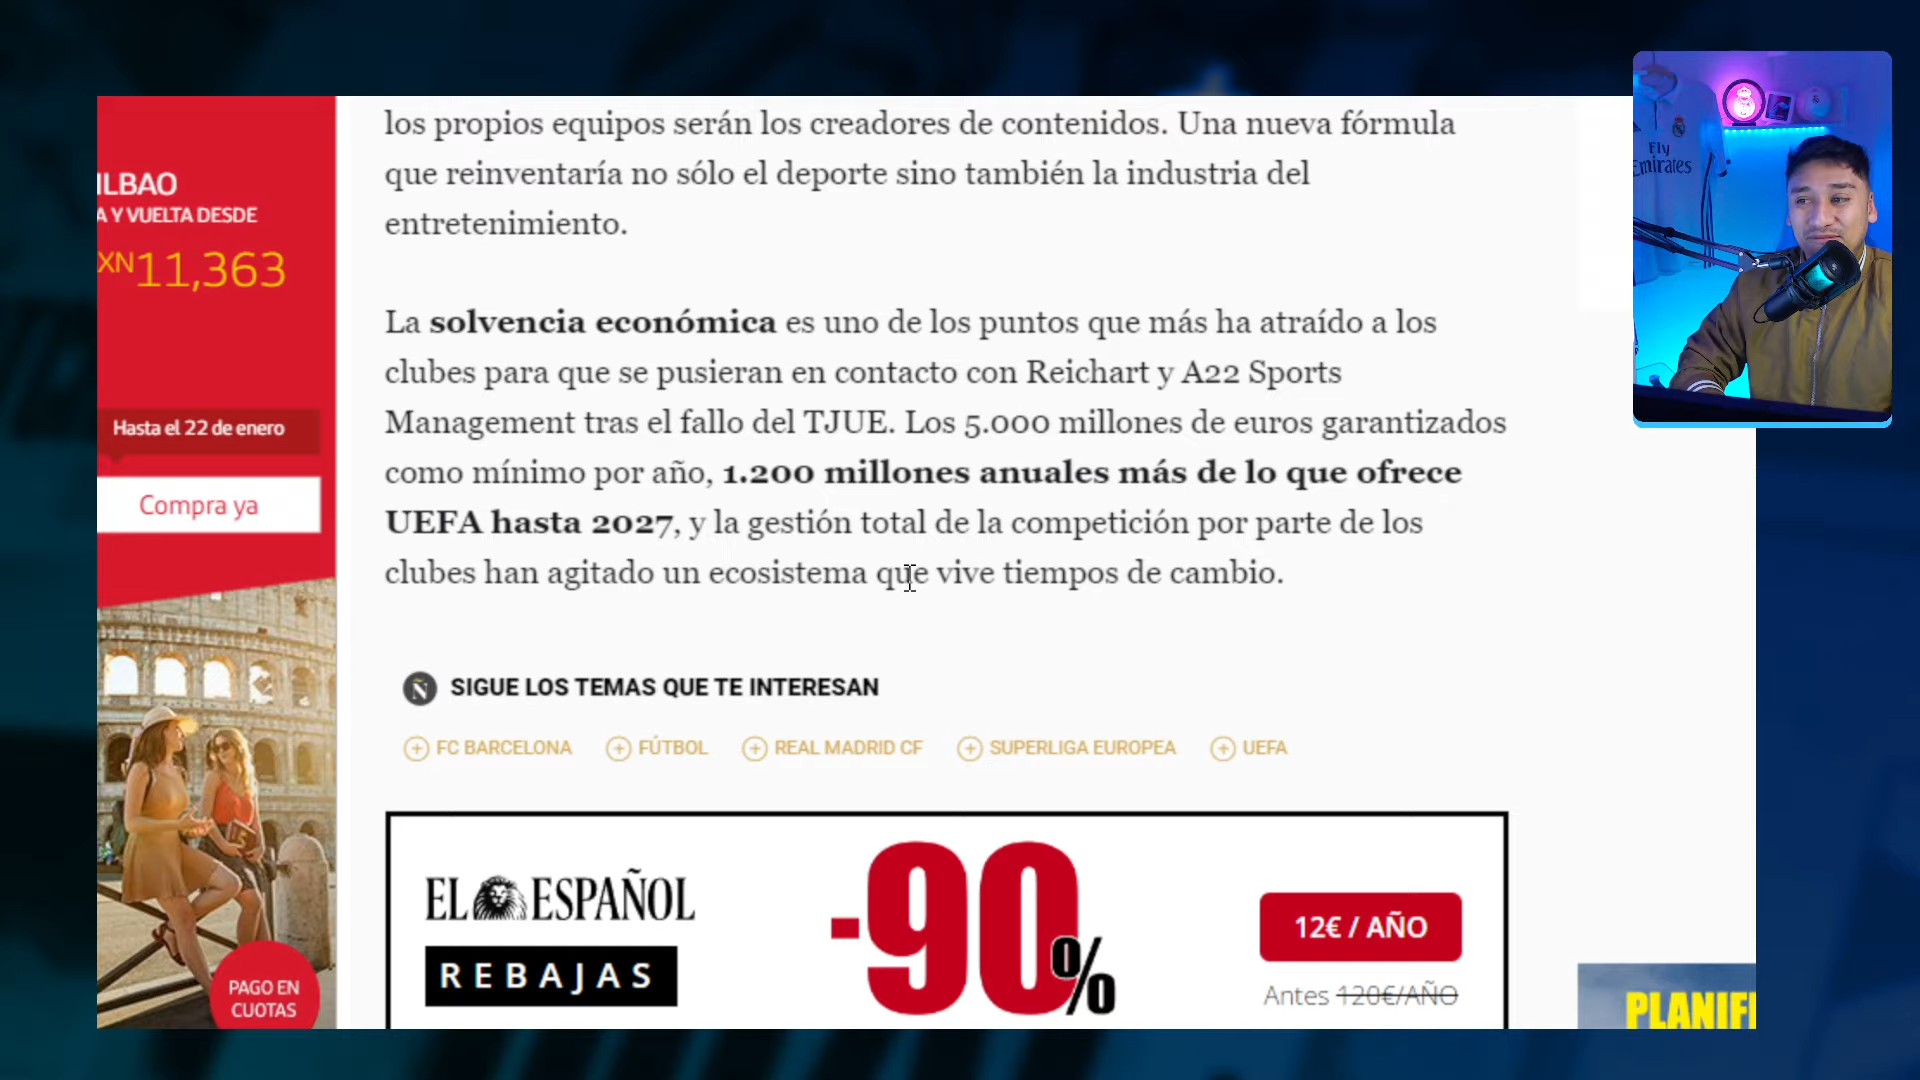 los propios equipos serán los creadores de contenidos. Una nueva fórmula
que reinventaría no sólo el deporte sino también la industria del
entretenimiento.
La solvencia económica es uno de los puntos que más ha atraído a los
clubes para que se pusieran en contacto con Reichart y A22 Sports
Management tras el fallo del TJUE. Los 5.000 millones de euros garantizados
como mínimo por año, 1.200 millones anuales más de lo que ofrece
UEFA hasta 2027, y la gestión total de la competición por parte de los
clubes han agitado un ecosistema que vive tiempos de cambio.
Ñ SIGUE LOS TEMAS QUE TE INTERESAN
FC BARCELONA FÚTBOL REAL MADRID CF SUPERLIGA EUROPEA UEFA
EL ESPAÑOL
REBAJAS
-90%
12€ / AÑO
Antes 120€/AÑO
ILBAO
A Y VUELTA DESDE
XN11,363
Hasta el 22 de enero
Compra ya
PAGO EN
CUOTAS
PLANIF
Fly
Emirates